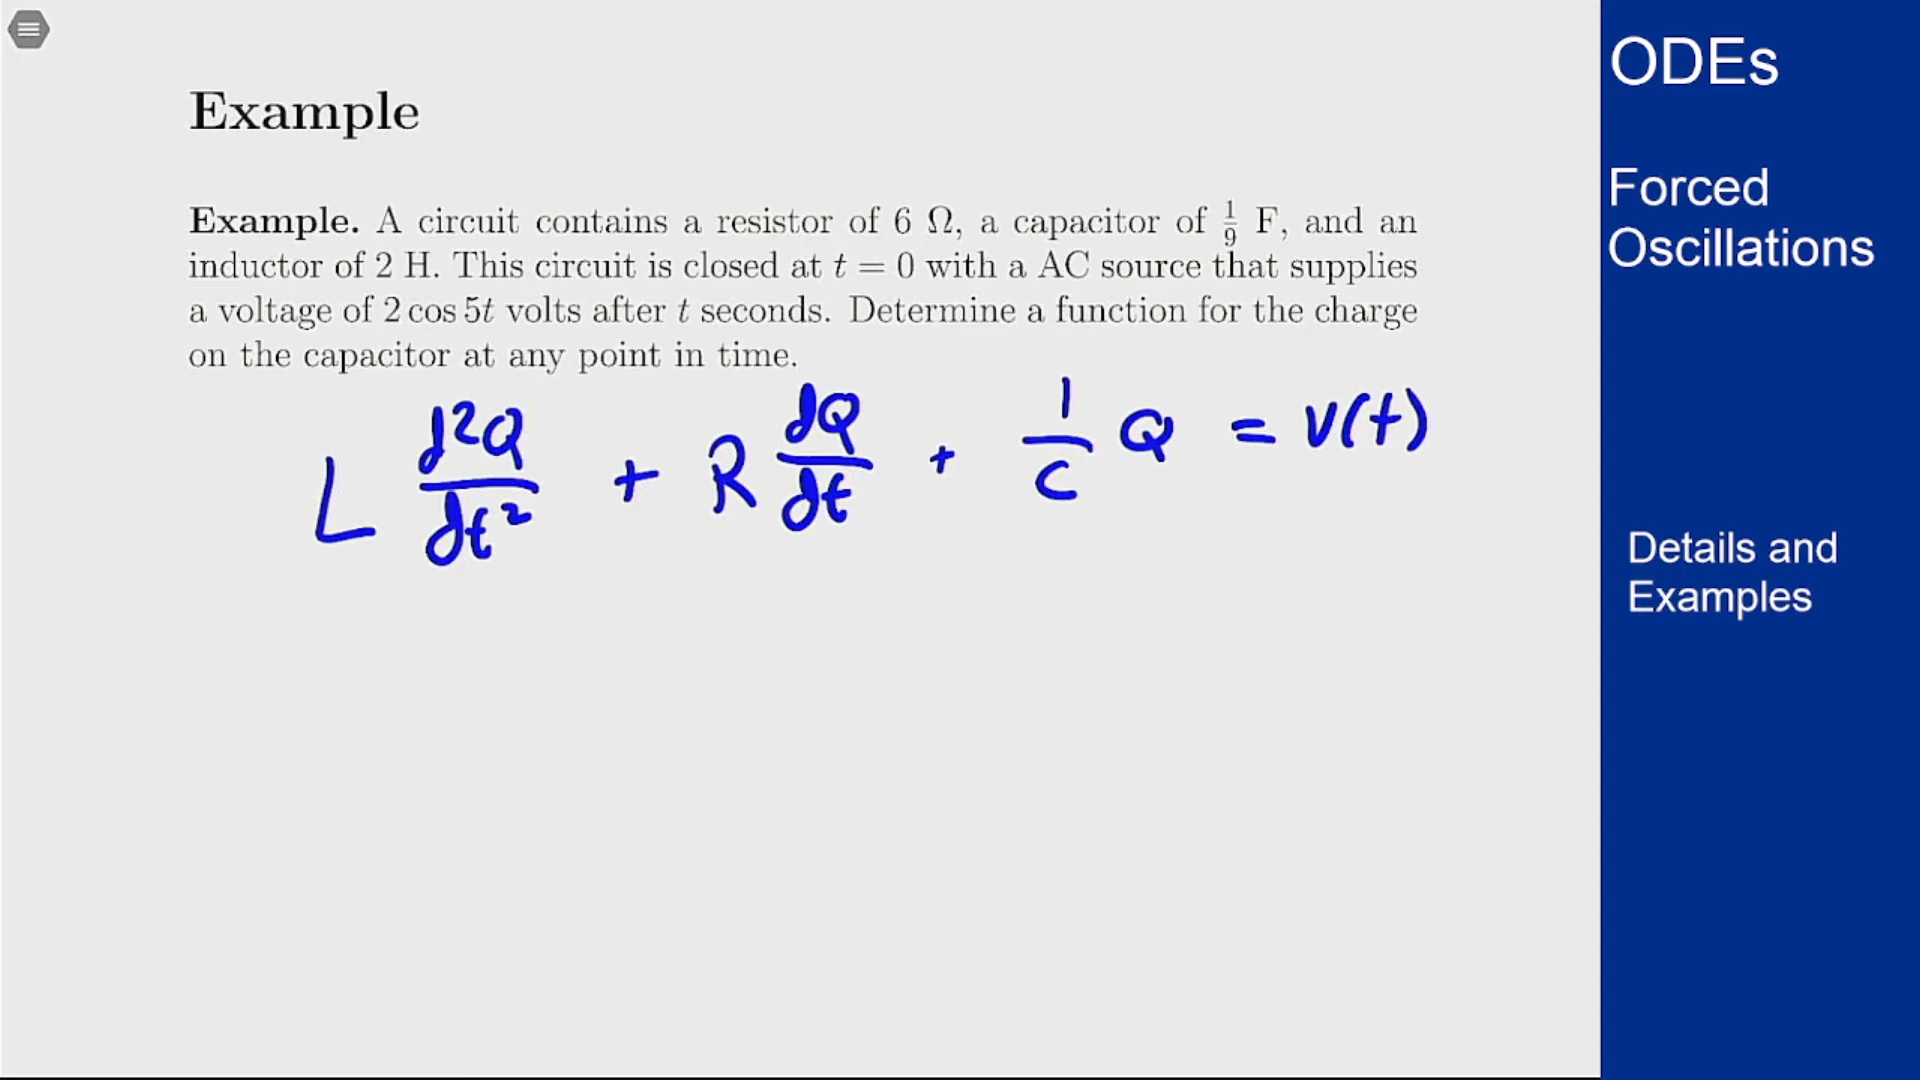 Example
Example. A circuit contains a resistor of 6 Ω, a capacitor of 1/9 F, and an
inductor of 2 H. This circuit is closed at t = 0 with a AC source that supplies
a voltage of 2 cos 5t volts after t seconds. Determine a function for the charge
on the capacitor at any point in time.
L d²Q/dt² + R dQ/dt + 1/C Q = V(t)
ODEs
Forced
Oscillations
Details and
Examples